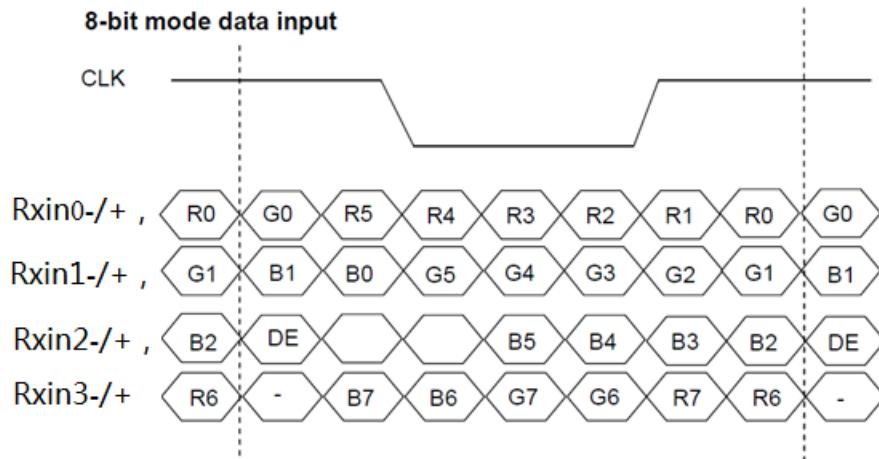 8-bit mode data input
CLK
Rxin0-/+ , R0 G0 R5 R4 R3 R2 R1 R0 G0
Rxin1-/+ , G1 B1 B0 G5 G4 G3 G2 G1 B1
Rxin2-/+ , B2 DE B5 B4 B3 B2 DE
Rxin3-/+ R6 - B7 B6 G7 G6 R7 R6 -